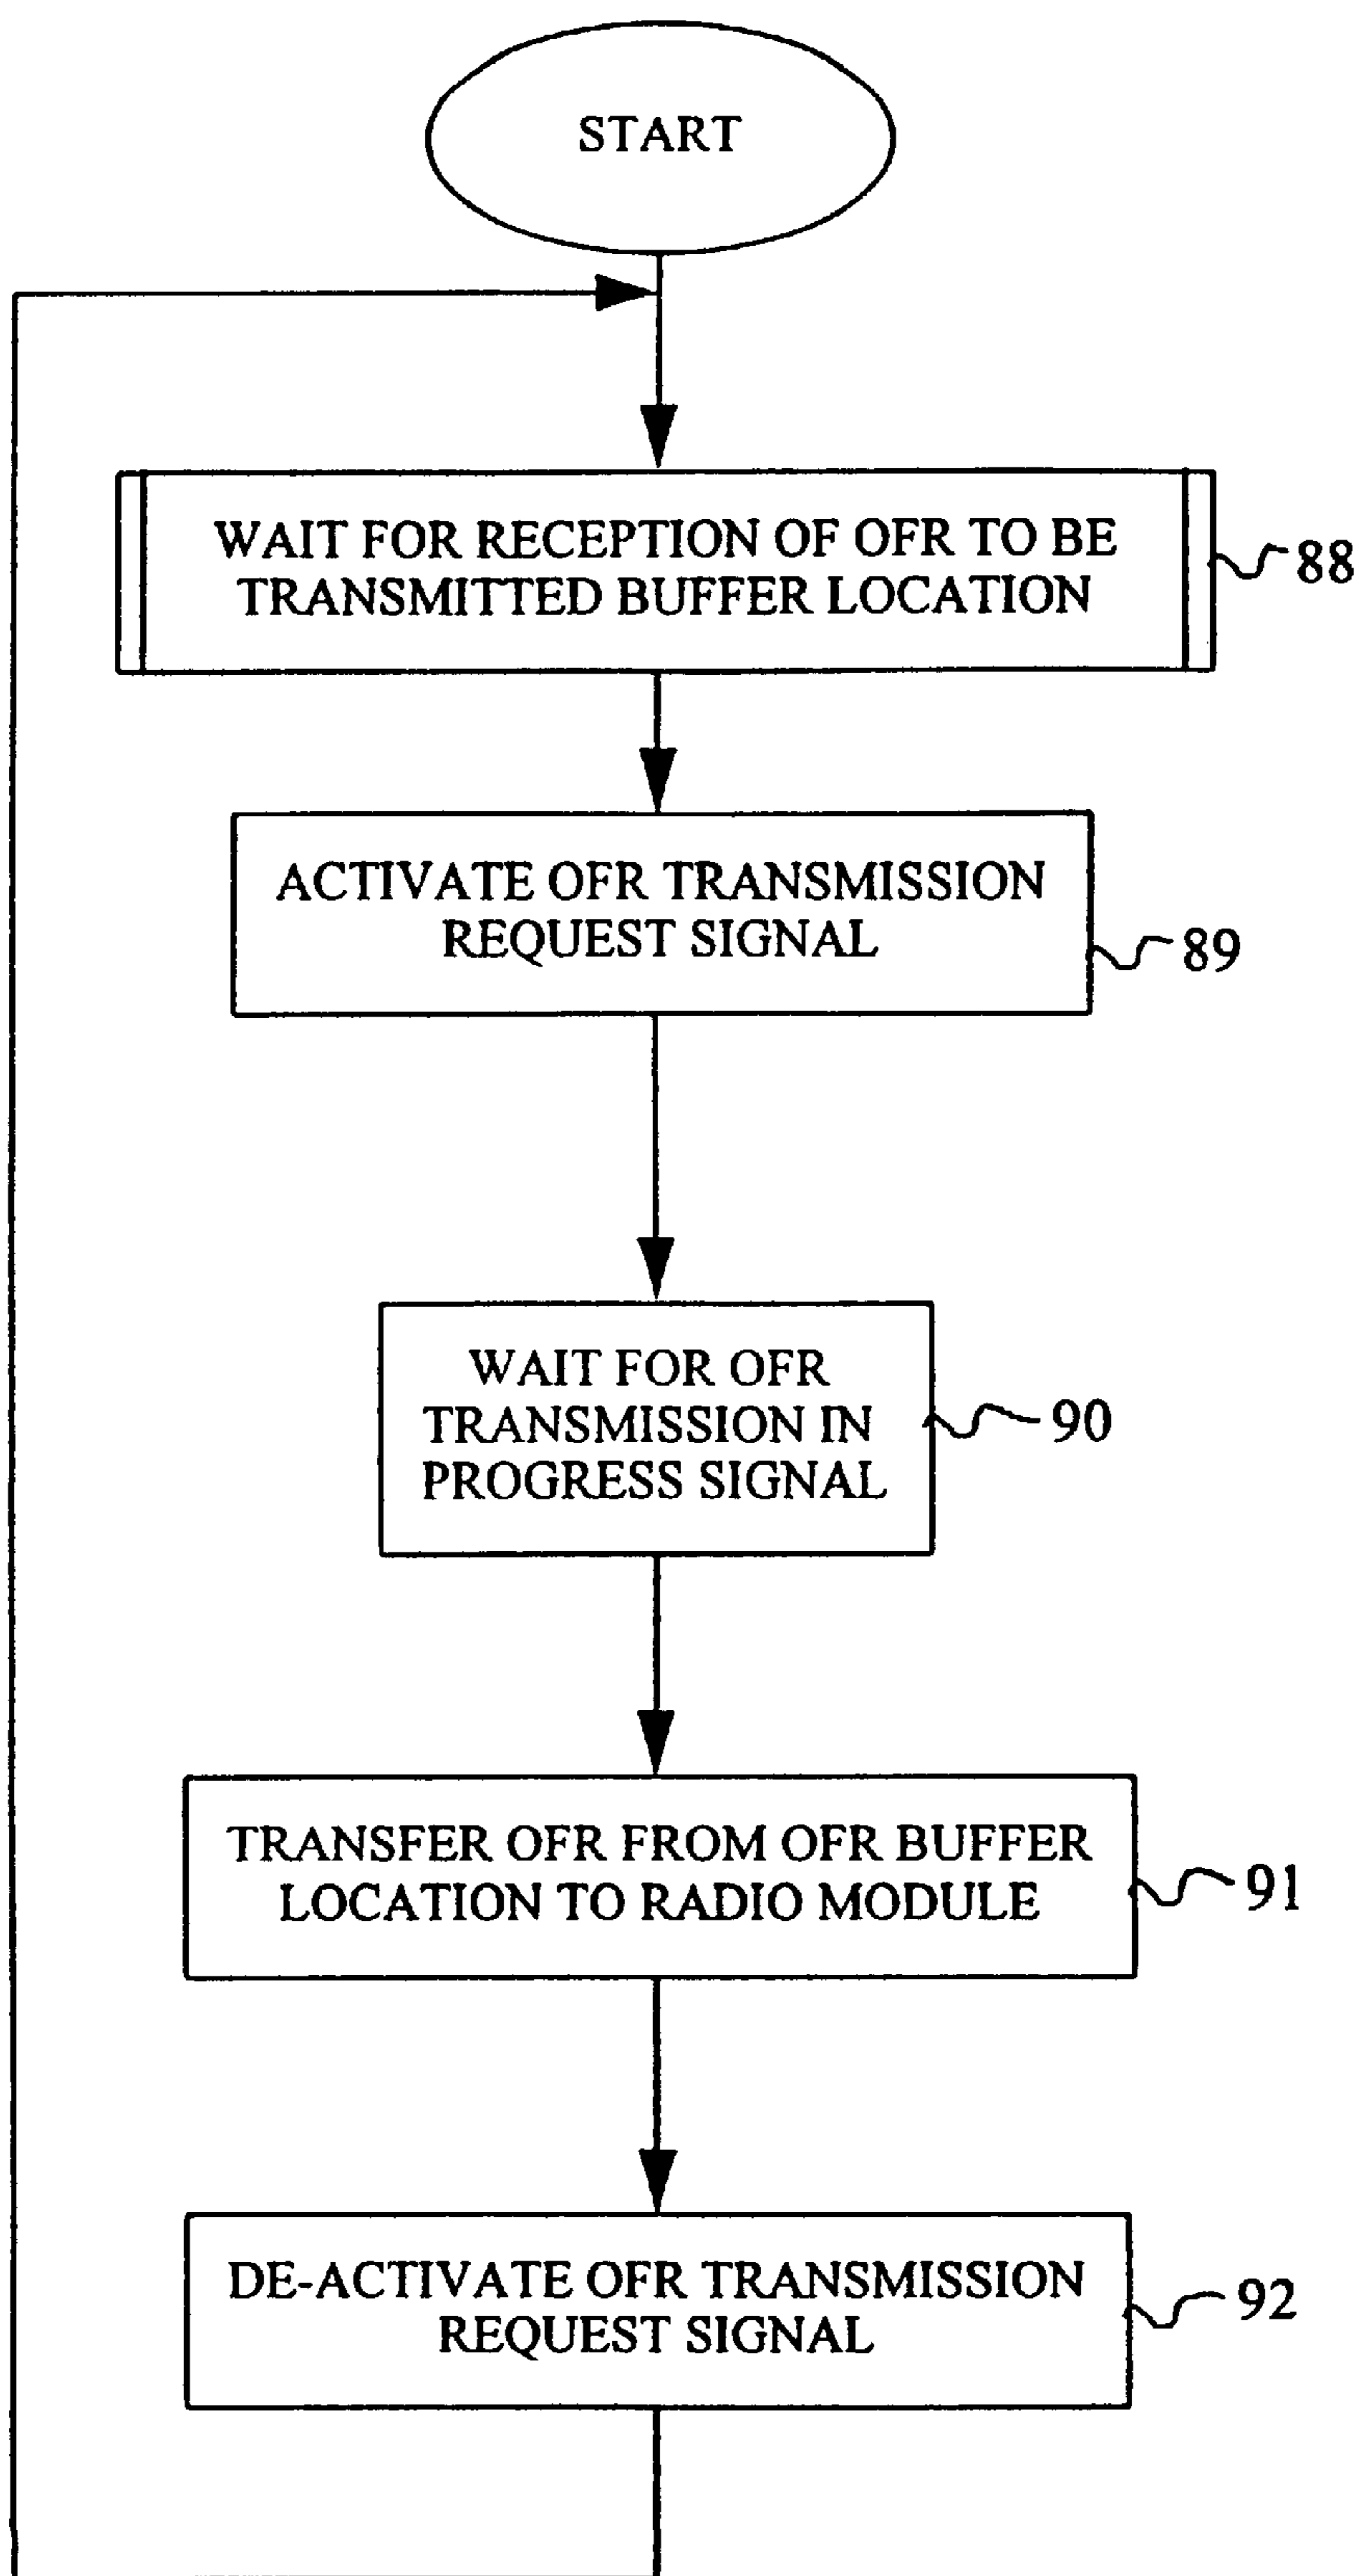 START
WAIT FOR RECEPTION OF OFR TO BE
TRANSMITTED BUFFER LOCATION
88
ACTIVATE OFR TRANSMISSION
REQUEST SIGNAL
89
WAIT FOR OFR
TRANSMISSION IN
PROGRESS SIGNAL
90
TRANSFER OFR FROM OFR BUFFER
LOCATION TO RADIO MODULE
91
DE-ACTIVATE OFR TRANSMISSION
REQUEST SIGNAL
92